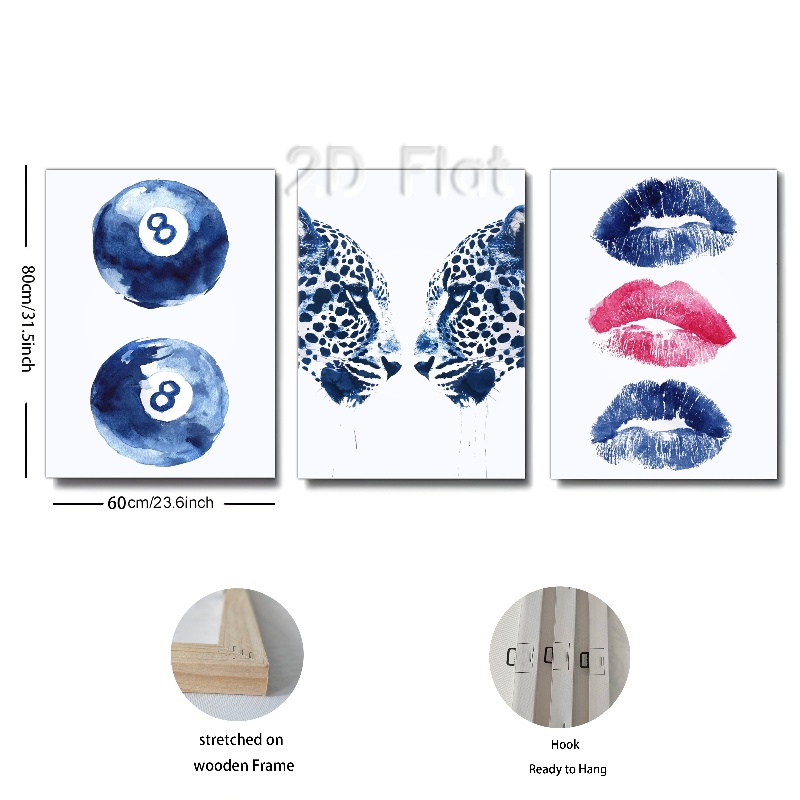 2D Flat
8
8
80cm/31.5inch
60cm/23.6inch
stretched on
wooden Frame
Hook
Ready to Hang